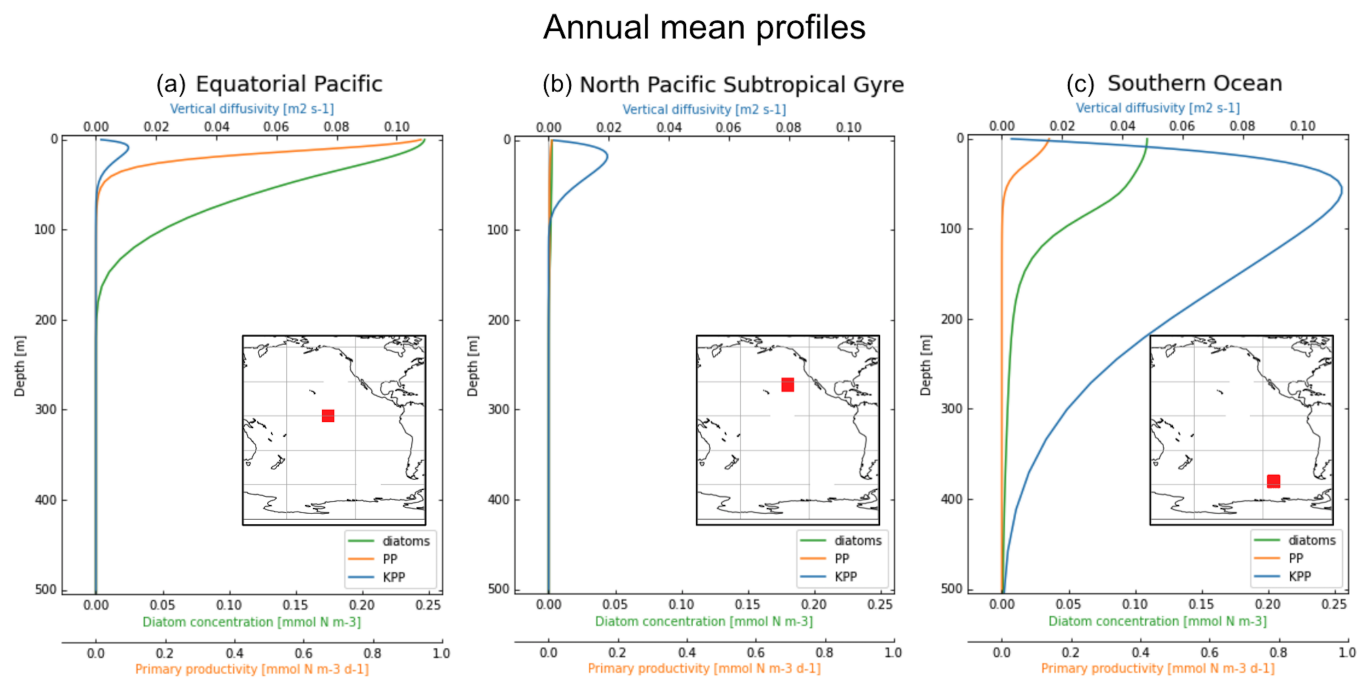 Annual mean profiles
(a) Equatorial Pacific
Vertical diffusivity [m2 s-1]
0.00 0.02 0.04 0.06 0.08 0.10
0
100
200
300
400
500
Depth [m]
diatoms
PP
KPP
0.00 0.05 0.10 0.15 0.20 0.25
Diatom concentration [mmol N m-3]
0.0 0.2 0.4 0.6 0.8 1.0
Primary productivity [mmol N m-3 d-1]
(b) North Pacific Subtropical Gyre
Vertical diffusivity [m2 s-1]
0.00 0.02 0.04 0.06 0.08 0.10
0
100
200
300
400
500
Depth [m]
diatoms
PP
KPP
0.00 0.05 0.10 0.15 0.20 0.25
Diatom concentration [mmol N m-3]
0.0 0.2 0.4 0.6 0.8 1.0
Primary productivity [mmol N m-3 d-1]
(c) Southern Ocean
Vertical diffusivity [m2 s-1]
0.00 0.02 0.04 0.06 0.08 0.10
0
100
200
300
400
500
Depth [m]
diatoms
PP
KPP
0.00 0.05 0.10 0.15 0.20 0.25
Diatom concentration [mmol N m-3]
0.0 0.2 0.4 0.6 0.8 1.0
Primary productivity [mmol N m-3 d-1]